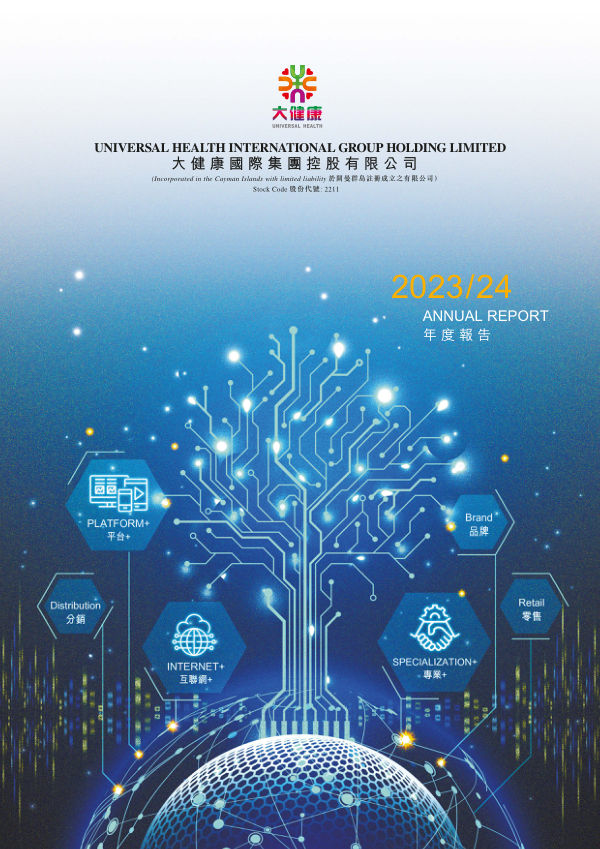 大健康
UNIVERSAL HEALTH
UNIVERSAL HEALTH INTERNATIONAL GROUP HOLDING LIMITED
大健康國際集團控股有限公司
(Incorporated in the Cayman Islands with limited liability 於開曼群島註冊成立之有限公司)
Stock Code 股份代號: 2211
2023/24
ANNUAL REPORT
年度報告
PLATFORM+
平台+
Brand
品牌
Distribution
分銷
Retail
零售
INTERNET+
互聯網+
SPECIALIZATION+
專業+